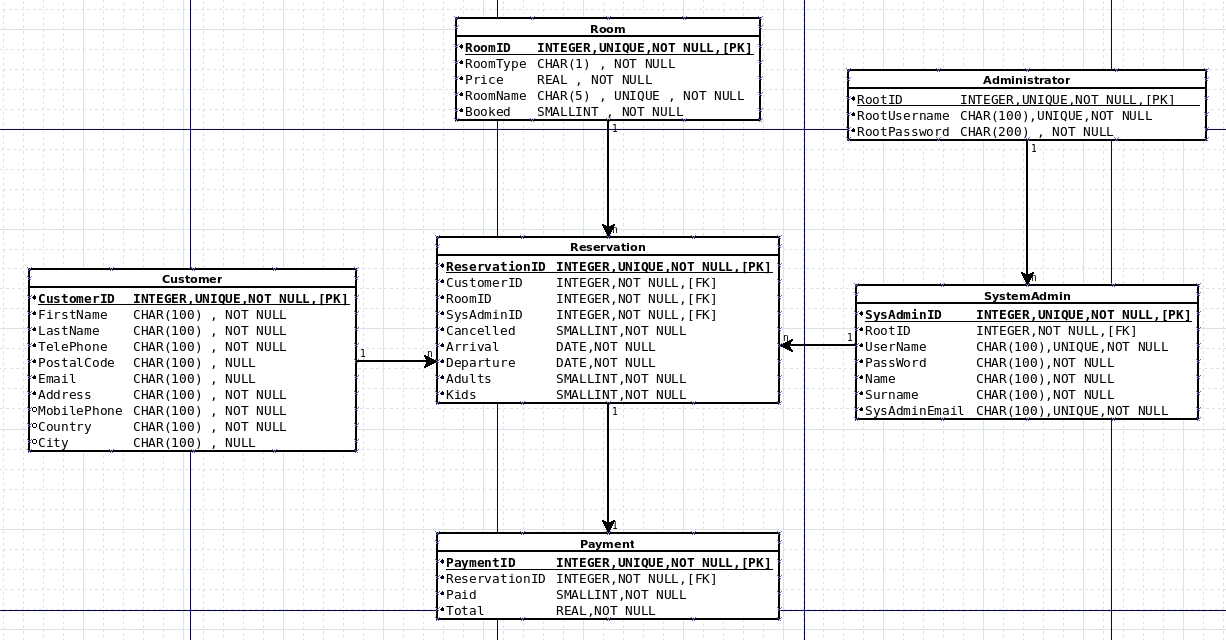 Room
RoomID INTEGER,UNIQUE,NOT NULL,[PK]
RoomType CHAR(1) , NOT NULL
Price REAL , NOT NULL
RoomName CHAR(5) , UNIQUE , NOT NULL
Booked SMALLINT , NOT NULL
1
n
Administrator
RootID INTEGER,UNIQUE,NOT NULL,[PK]
RootUsername CHAR(100),UNIQUE,NOT NULL
RootPassword CHAR(200) , NOT NULL
1
n
Customer
CustomerID INTEGER,UNIQUE,NOT NULL,[PK]
FirstName CHAR(100) , NOT NULL
LastName CHAR(100) , NOT NULL
TelePhone CHAR(100) , NOT NULL
PostalCode CHAR(100) , NULL
Email CHAR(100) , NULL
Address CHAR(100) , NOT NULL
MobilePhone CHAR(100) , NULL
Country CHAR(100) , NOT NULL
City CHAR(100) , NULL
1
n
Reservation
ReservationID INTEGER,UNIQUE,NOT NULL,[PK]
CustomerID INTEGER,NOT NULL,[FK]
RoomID INTEGER,NOT NULL,[FK]
SysAdminID INTEGER,NOT NULL,[FK]
Cancelled SMALLINT,NOT NULL
Arrival DATE,NOT NULL
Departure DATE,NOT NULL
Adults SMALLINT,NOT NULL
Kids SMALLINT,NOT NULL
n
1
SystemAdmin
SysAdminID INTEGER,UNIQUE,NOT NULL,[PK]
RootID INTEGER,NOT NULL,[FK]
UserName CHAR(100),UNIQUE,NOT NULL
PassWord CHAR(100),NOT NULL
Name CHAR(100),NOT NULL
Surname CHAR(100),NOT NULL
SysAdminEmail CHAR(100),UNIQUE,NOT NULL
1
1
Payment
PaymentID INTEGER,UNIQUE,NOT NULL,[PK]
ReservationID INTEGER,NOT NULL,[FK]
Paid SMALLINT,NOT NULL
Total REAL,NOT NULL